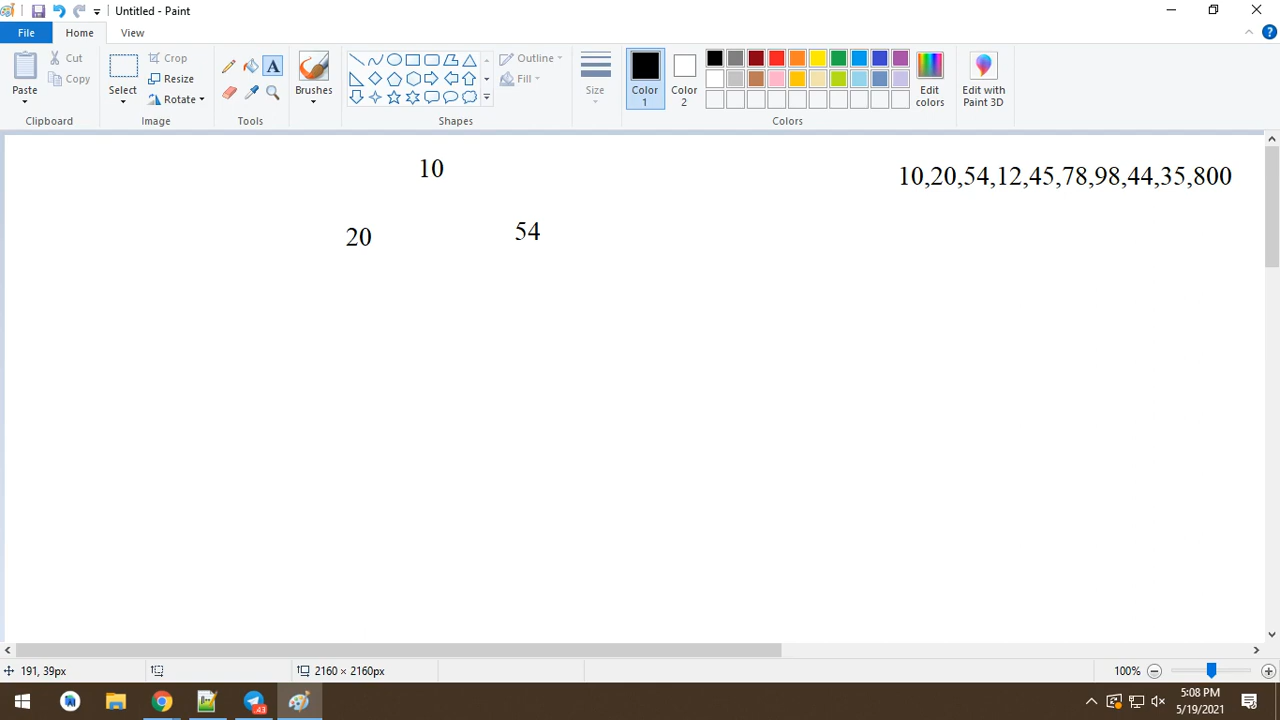 Untitled - Paint
File Home View
Paste
Cut
Copy
Clipboard
Select
Crop
Resize
Rotate
Image
A
Tools
Brushes
Shapes
Outline
Fill
Size
Color 1
Color 2
Edit colors
Colors
Edit with Paint 3D
10
10,20,54,12,45,78,98,44,35,800
20
54
191, 39px
2160 × 2160px
100%
43
5:08 PM
5/19/2021